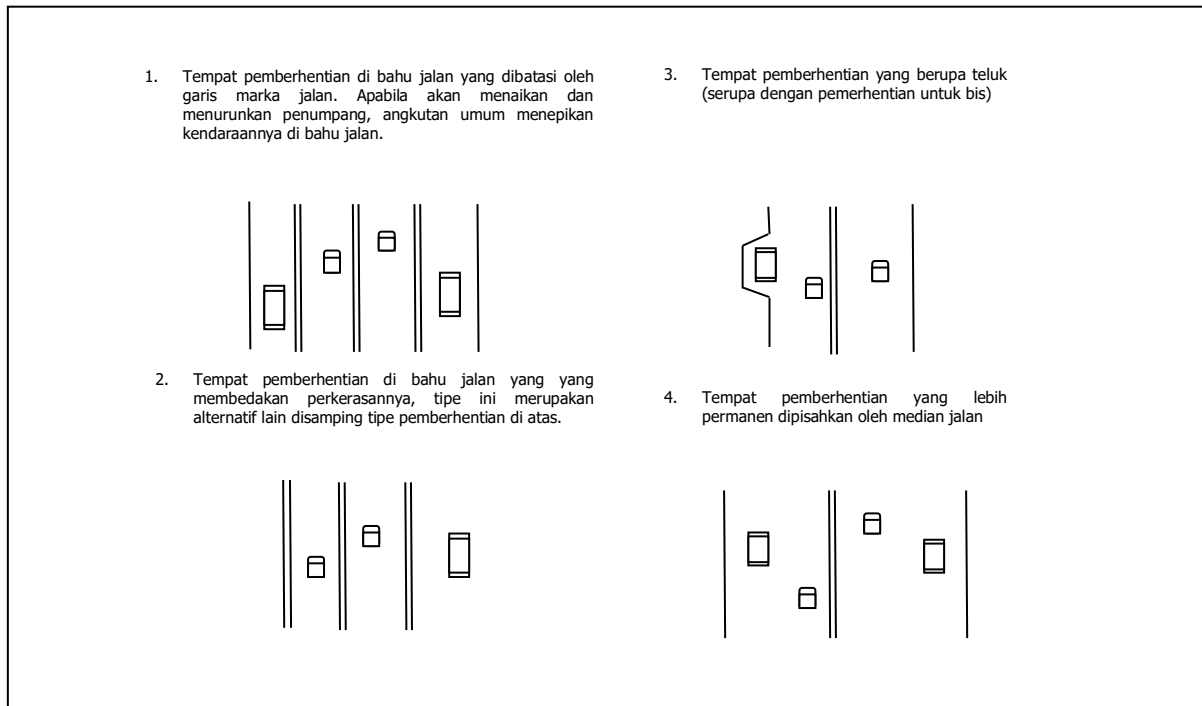 1. Tempat pemberhentian di bahu jalan yang dibatasi oleh
garis marka jalan. Apabila akan menaikan dan
menurunkan penumpang, angkutan umum menepikan
kendaraannya di bahu jalan.
2. Tempat pemberhentian di bahu jalan yang yang
membedakan perkerasannya, tipe ini merupakan
alternatif lain disamping tipe pemberhentian di atas.
3. Tempat pemberhentian yang berupa teluk
(serupa dengan pemerhentian untuk bis)
4. Tempat pemberhentian yang lebih
permanen dipisahkan oleh median jalan